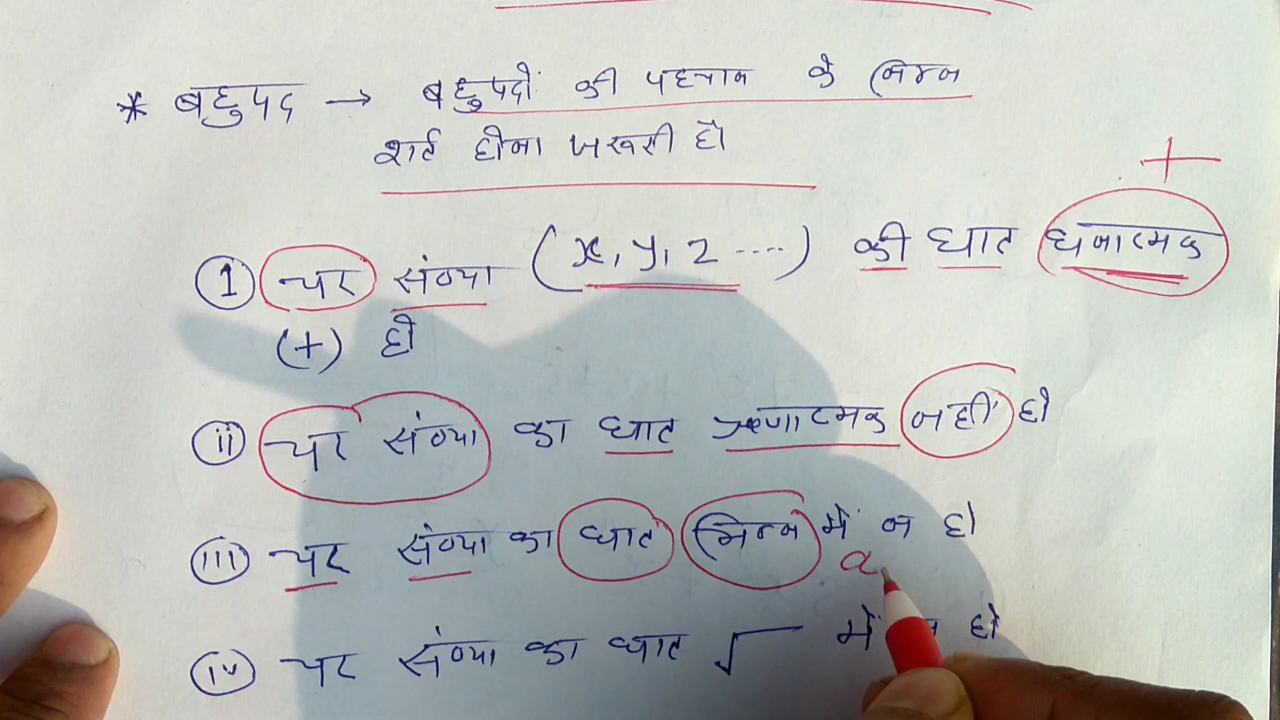 * बहुपद → बहुपदों की पहचान के निम्न
शर्त होना जरूरी है
+
① चर संख्या (x, y, z ....) की घात धनात्मक
(+) हो
ii चर संख्या का घात ऋणात्मक नहीं हो
iii चर संख्या का घात भिन्न में न हो
a
iv चर संख्या का घात √ में न हो